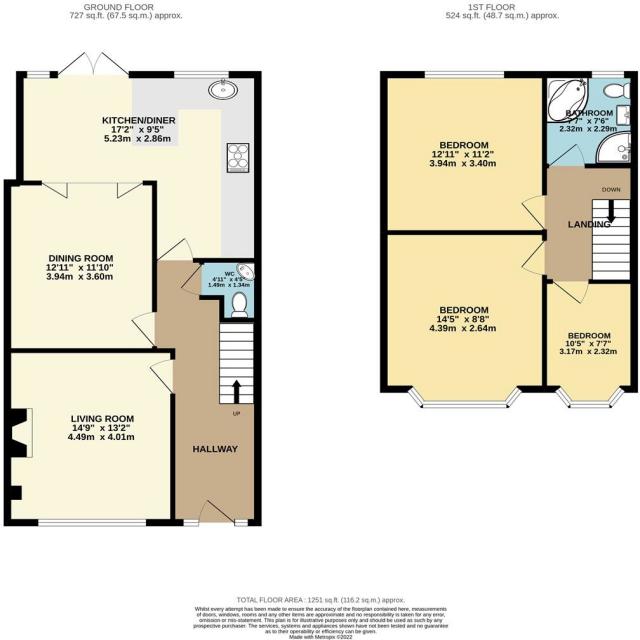 GROUND FLOOR
727 sq.ft. (67.5 sq.m.) approx.
1ST FLOOR
524 sq.ft. (48.7 sq.m.) approx.
KITCHEN/DINER
17'2" x 9'5"
5.23m x 2.86m
DINING ROOM
12'11" x 11'10"
3.94m x 3.60m
WC
4'11" x 4'5"
1.49m x 1.34m
LIVING ROOM
14'9" x 13'2"
4.49m x 4.01m
UP
HALLWAY
BEDROOM
12'11" x 11'2"
3.94m x 3.40m
BATHROOM
7'7" x 7'6"
2.32m x 2.29m
DOWN
LANDING
BEDROOM
14'5" x 8'8"
4.39m x 2.64m
BEDROOM
10'5" x 7'7"
3.17m x 2.32m
TOTAL FLOOR AREA : 1251 sq.ft. (116.2 sq.m.) approx.
Whilst every attempt has been made to ensure the accuracy of the floorplan contained here, measurements
of doors, windows, rooms and any other items are approximate and no responsibility is taken for any error,
omission or mis-statement. This plan is for illustrative purposes only and should be used as such by any
prospective purchaser. The services, systems and appliances shown have not been tested and no guarantee
as to their operability or efficiency can be given.
Made with Metropix ©2022